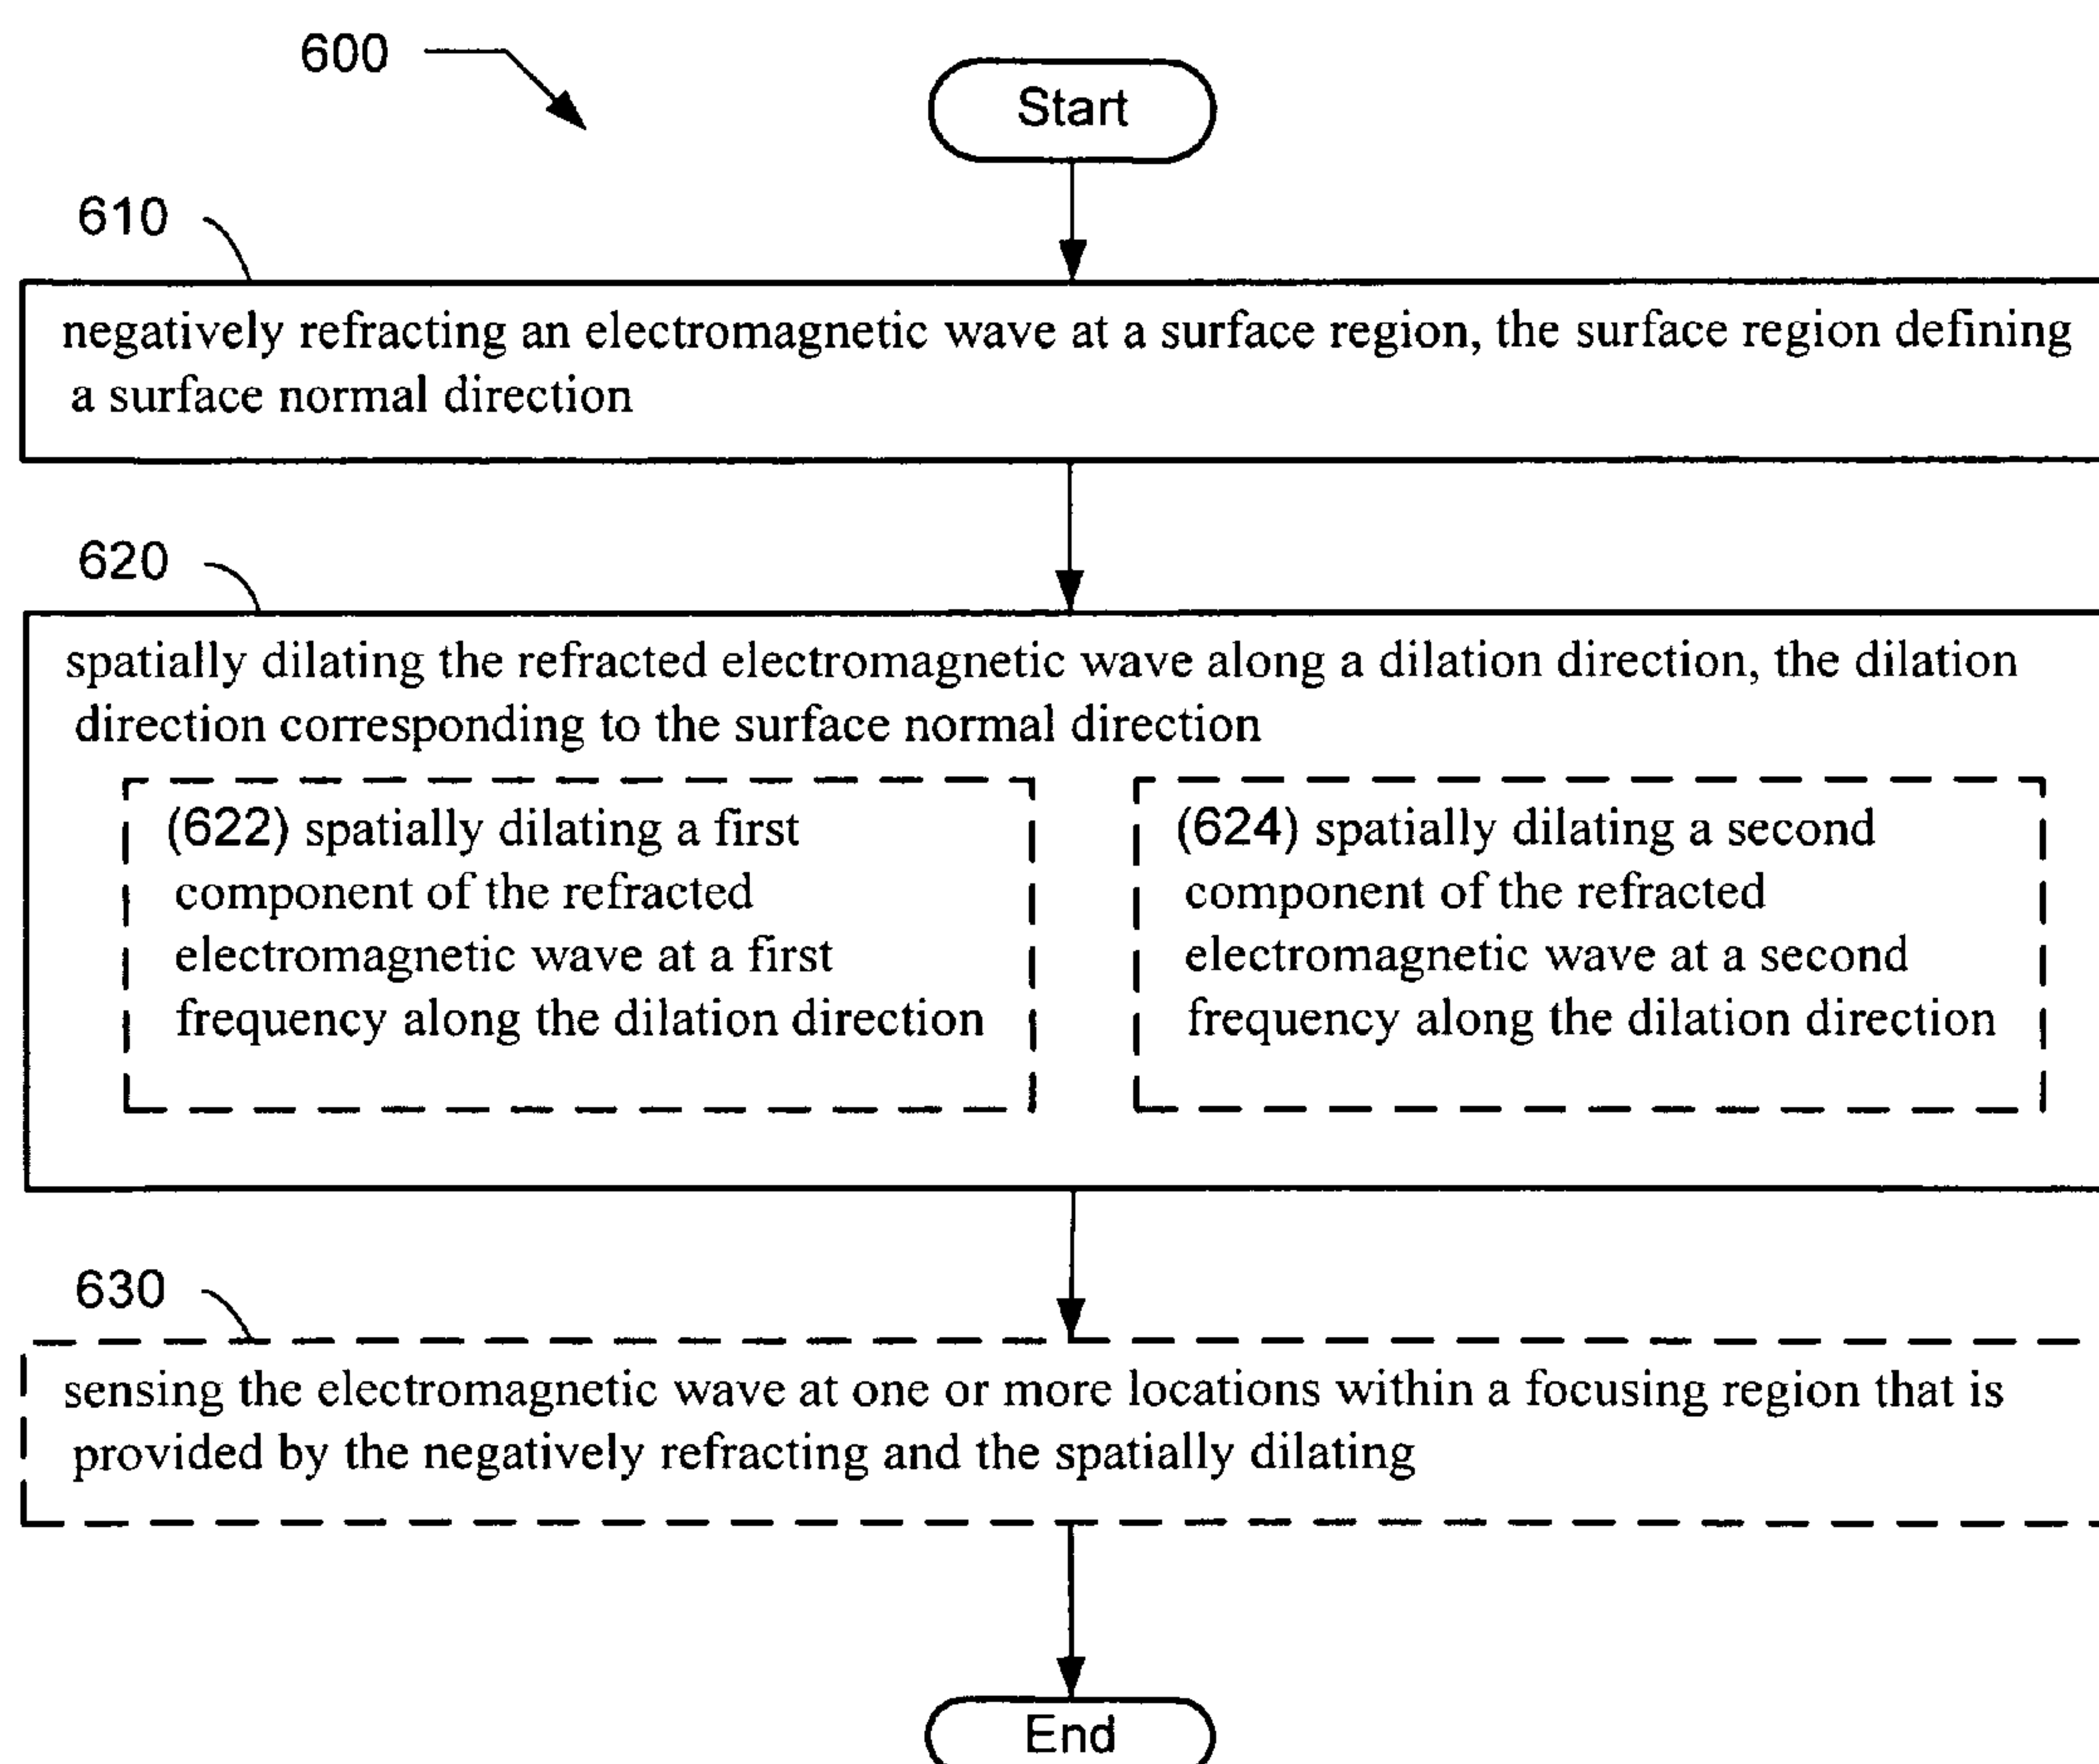 600
Start
610
negatively refracting an electromagnetic wave at a surface region, the surface region defining
a surface normal direction
620
spatially dilating the refracted electromagnetic wave along a dilation direction, the dilation
direction corresponding to the surface normal direction
(622) spatially dilating a first
component of the refracted
electromagnetic wave at a first
frequency along the dilation direction
(624) spatially dilating a second
component of the refracted
electromagnetic wave at a second
frequency along the dilation direction
630
sensing the electromagnetic wave at one or more locations within a focusing region that is
provided by the negatively refracting and the spatially dilating
End